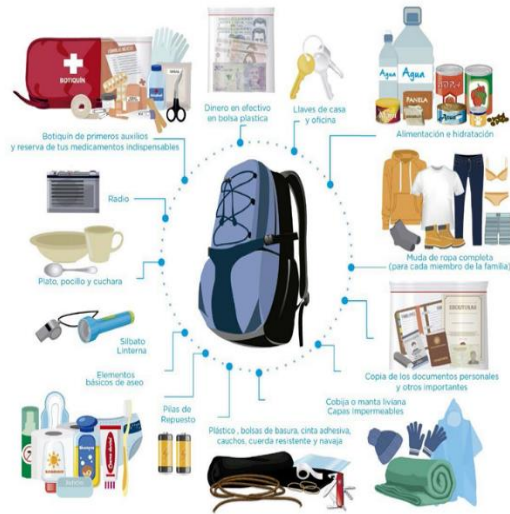 BOTIQUÍN
Botiquín de primeros auxilios
y reserva de tus medicamentos indispensables
Dinero en efectivo
en bolsa plastica
Llaves de casa
y oficina
Agua
Agua
PANELA
Alimentación e hidratación
Radio
Muda de ropa completa
(para cada miembro de la familia)
Plato, pocillo y cuchara
Silbato
Linterna
Copia de los documentos personales
y otros importantes
Elementos
básicos de aseo
Pilas de
Repuesto
Cobija o manta liviana
Capas Impermeables
Plástico , bolsas de basura, cinta adhesiva,
cauchos, cuerda resistente y navaja